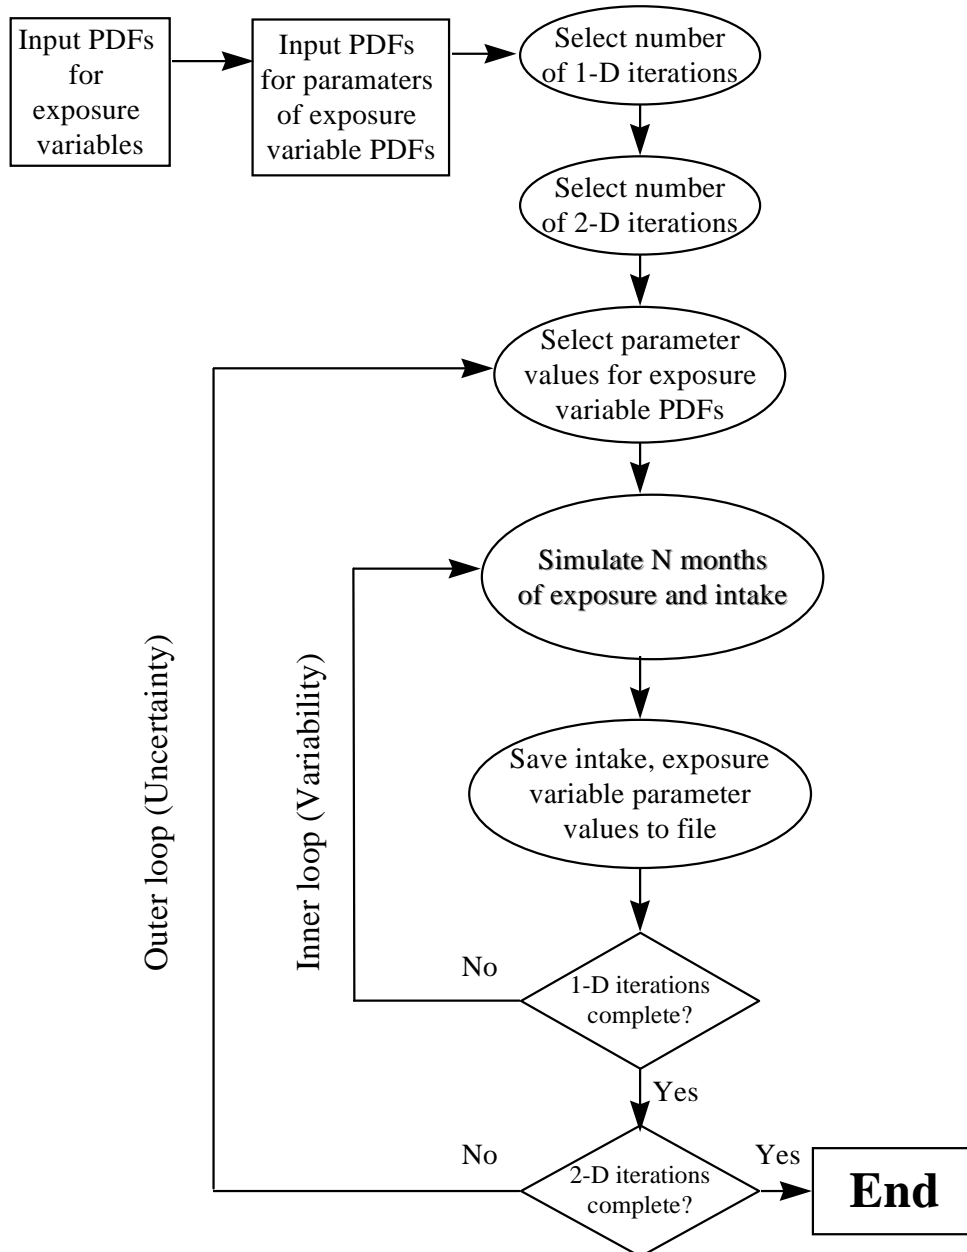 Input PDFs
for
exposure
variables
Input PDFs
for paramaters
of exposure
variable PDFs
Select number
of 1-D iterations
Select number
of 2-D iterations
Select parameter
values for exposure
variable PDFs
Simulate N months
of exposure and intake
Save intake, exposure
variable parameter
values to file
Outer loop (Uncertainty)
Inner loop (Variability)
No
1-D iterations
complete?
Yes
No
2-D iterations
complete?
Yes
End